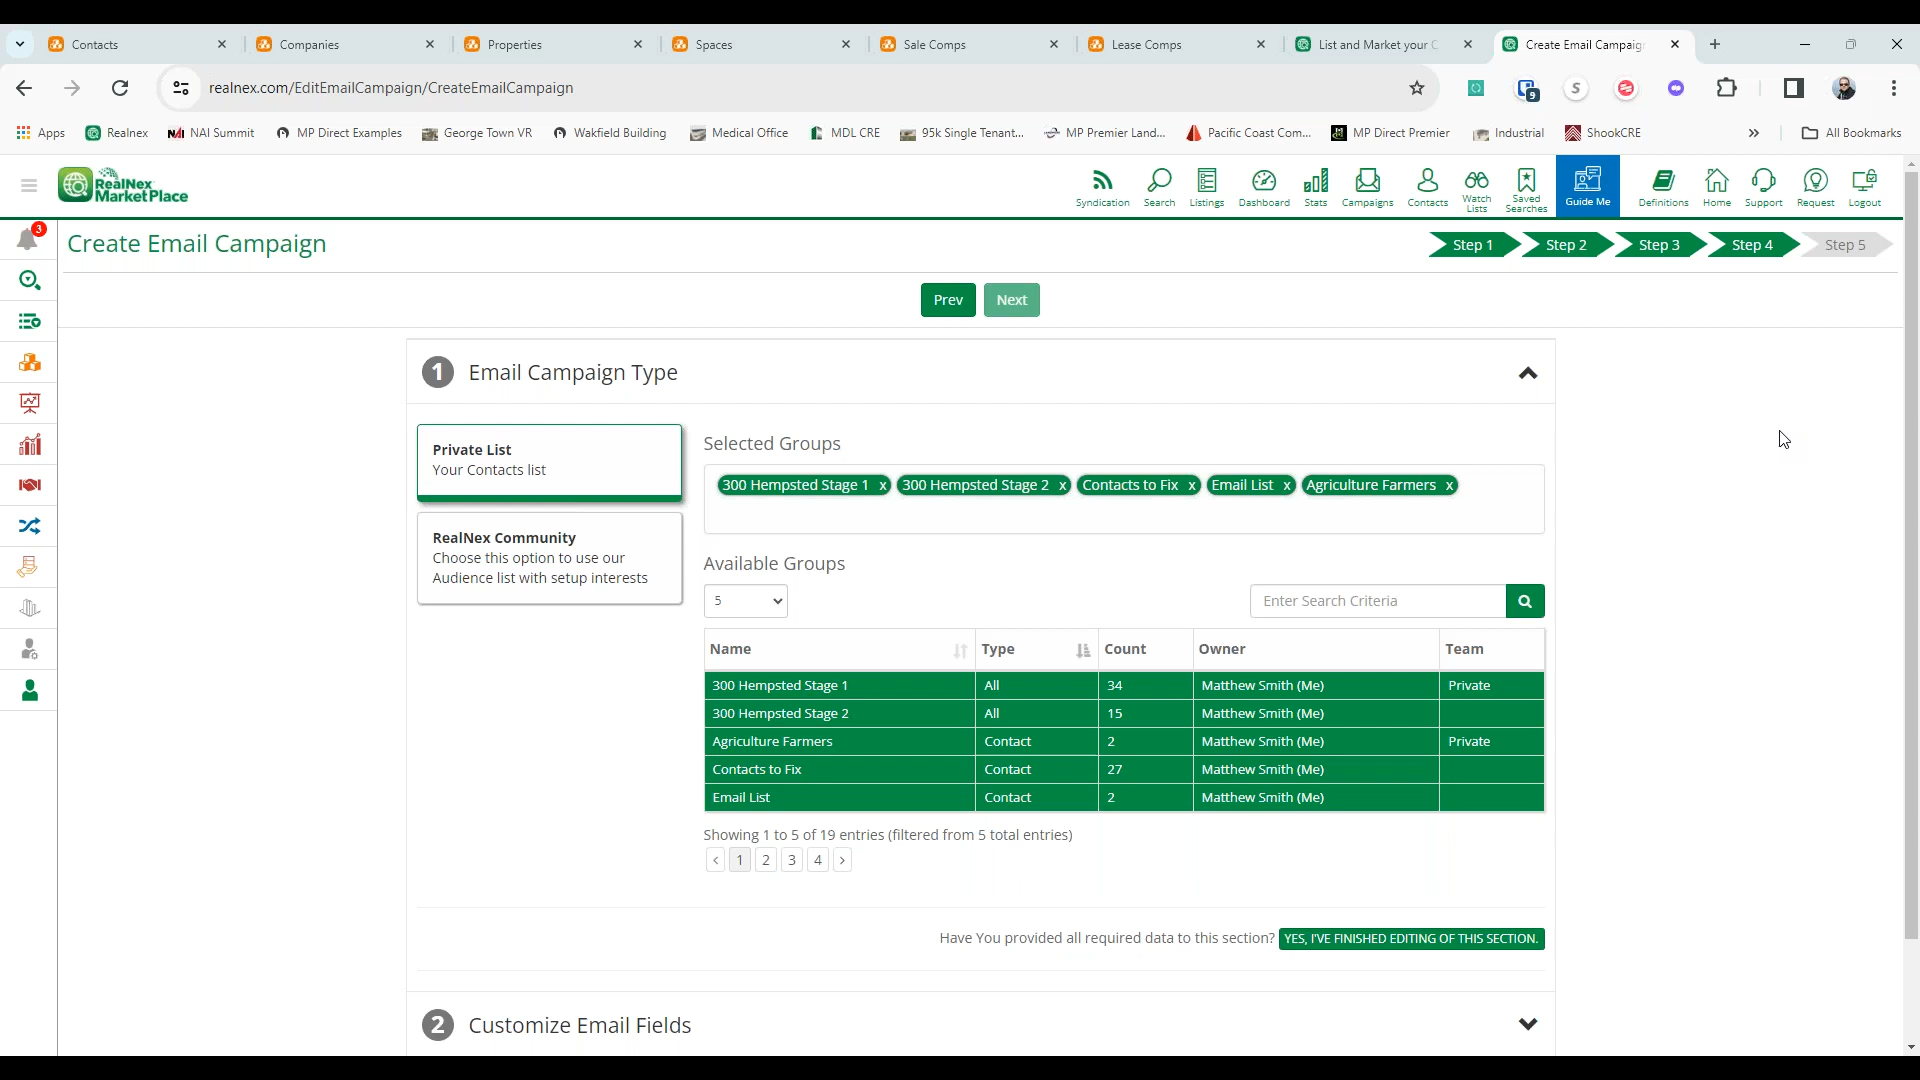 Contacts
Companies
Properties
Spaces
Sale Comps
Lease Comps
List and Market your C
Create Email Campaig
realnex.com/EditEmailCampaign/CreateEmailCampaign
9
S
Apps
Realnex
NAI Summit
MP Direct Examples
George Town VR
Wakfield Building
Medical Office
MDL CRE
95k Single Tenant...
MP Premier Land...
Pacific Coast Com...
MP Direct Premier
Industrial
ShookCRE
All Bookmarks
RealNex
MarketPlace
Syndication
Search
Listings
Dashboard
Stats
Campaigns
Contacts
Watch Lists
Saved Searches
Guide Me
Definitions
Home
Support
Request
Logout
3
Create Email Campaign
Step 1
Step 2
Step 3
Step 4
Step 5
Prev
Next
1 Email Campaign Type
Private List
Your Contacts list
RealNex Community
Choose this option to use our
Audience list with setup interests
Selected Groups
300 Hempsted Stage 1 x
300 Hempsted Stage 2 x
Contacts to Fix x
Email List x
Agriculture Farmers x
Available Groups
5
Enter Search Criteria
Name Type Count Owner Team
300 Hempsted Stage 1 All 34 Matthew Smith (Me) Private
300 Hempsted Stage 2 All 15 Matthew Smith (Me)
Agriculture Farmers Contact 2 Matthew Smith (Me) Private
Contacts to Fix Contact 27 Matthew Smith (Me)
Email List Contact 2 Matthew Smith (Me)
Showing 1 to 5 of 19 entries (filtered from 5 total entries)
< 1 2 3 4 >
Have You provided all required data to this section? YES, I'VE FINISHED EDITING OF THIS SECTION.
2 Customize Email Fields